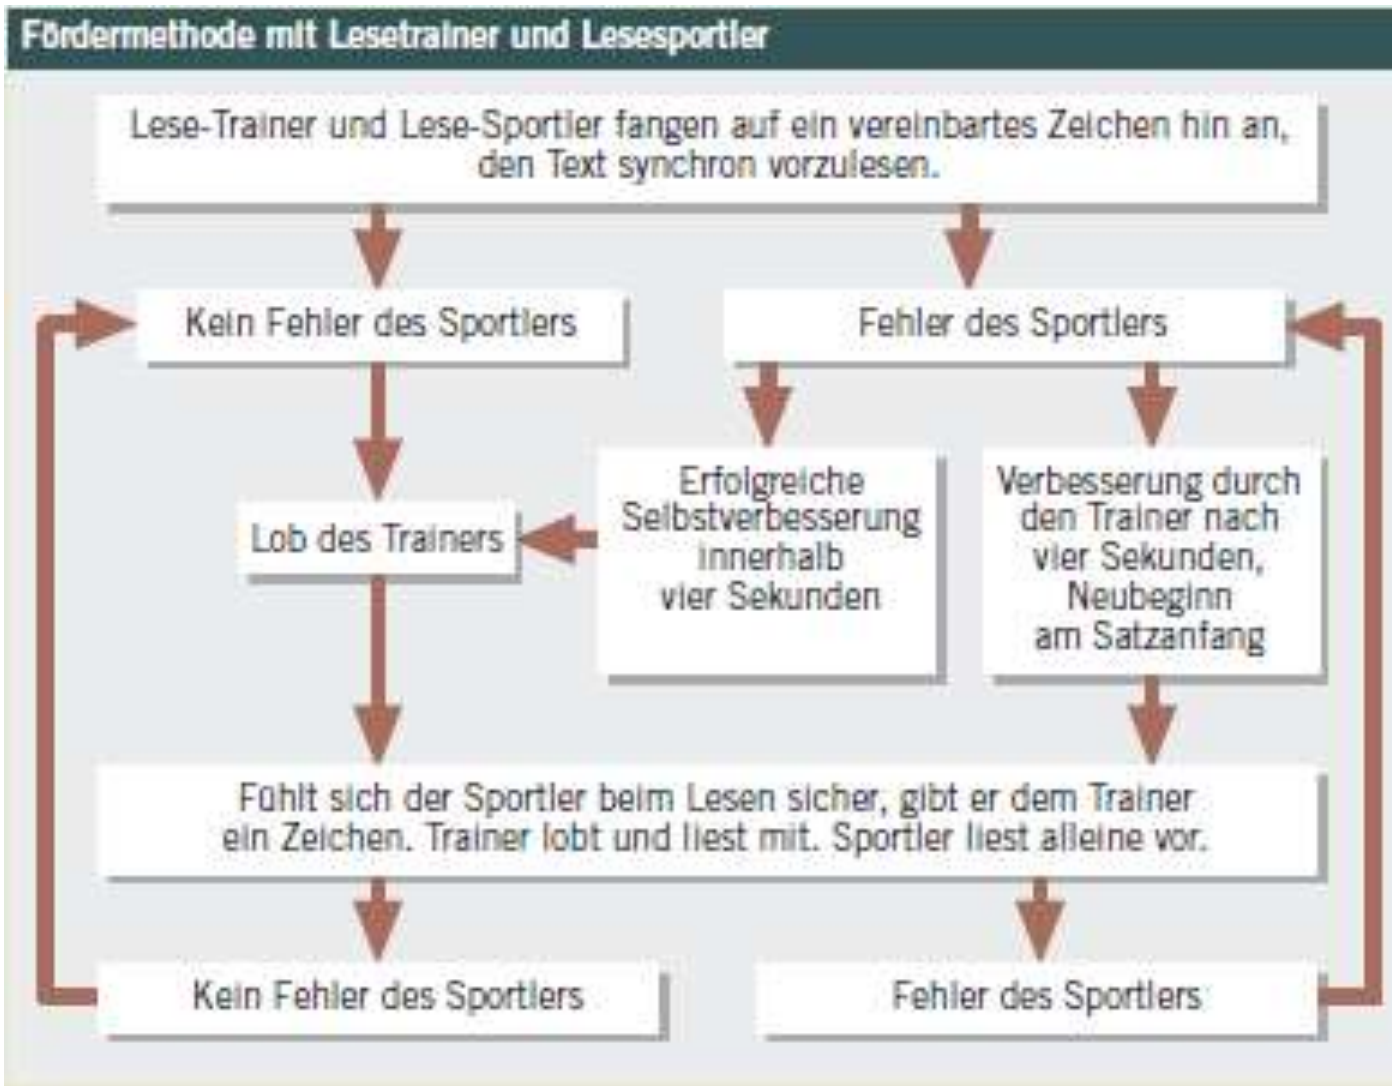 Fördermethode mit Lesetrainer und Lesesportler
Lese-Trainer und Lese-Sportler fangen auf ein vereinbartes Zeichen hin an,
den Text synchron vorzulesen.
Kein Fehler des Sportlers
Fehler des Sportlers
Lob des Trainers
Erfolgreiche
Selbstverbesserung
innerhalb
vier Sekunden
Verbesserung durch
den Trainer nach
vier Sekunden,
Neubeginn
am Satzanfang
Fühlt sich der Sportler beim Lesen sicher, gibt er dem Trainer
ein Zeichen. Trainer lobt und liest mit. Sportler liest alleine vor.
Kein Fehler des Sportlers
Fehler des Sportlers